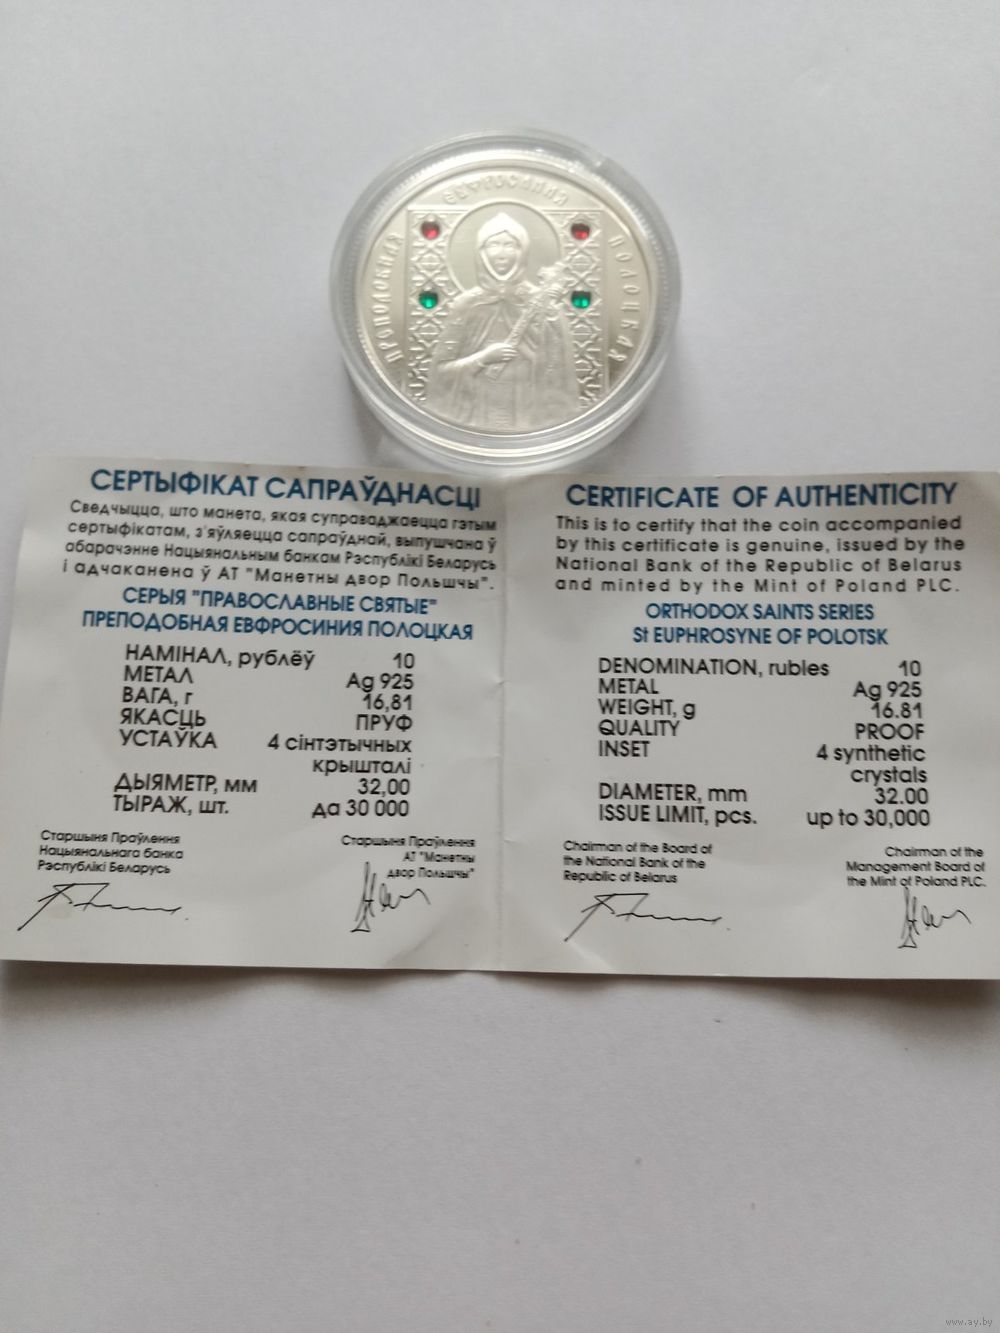 ПРЕПОДОБНАЯ ЕВФРОСИНИЯ ПОЛОЦКАЯ
СЕРТЫФІКАТ САПРАЎДНАСЦІ
Сведчыцца, што манета, якая суправаджаецца гэтым
сертыфікатам, з'яўляецца сапраўднай, выпушчана ў
абарачэнне Нацыянальным банкам Рэспублікі Беларусь
і адчаканена ў АТ "Манетны двор Польшчы".
СЕРЫЯ "ПРАВОСЛАВНЫЕ СВЯТЫЕ"
ПРЕПОДОБНАЯ ЕВФРОСИНИЯ ПОЛОЦКАЯ
НАМІНАЛ, рублёў 10
МЕТАЛ Ag 925
ВАГА, г 16,81
ЯКАСЦЬ ПРУФ
УСТАЎКА 4 сінтэтычных
крышталі
ДЫЯМЕТР, мм 32,00
ТЫРАЖ, шт. да 30 000
Старшыня Праўлення
Нацыянальнага банка
Рэспублікі Беларусь
Старшыня Праўлення
АТ "Манетны
двор Польшчы"
CERTIFICATE OF AUTHENTICITY
This is to certify that the coin accompanied
by this certificate is genuine, issued by the
National Bank of the Republic of Belarus
and minted by the Mint of Poland PLC.
ORTHODOX SAINTS SERIES
St EUPHROSYNE OF POLOTSK
DENOMINATION, rubles 10
METAL Ag 925
WEIGHT, g 16.81
QUALITY PROOF
INSET 4 synthetic
crystals
DIAMETER, mm 32.00
ISSUE LIMIT, pcs. up to 30,000
Chairman of the Board of
the National Bank of the
Republic of Belarus
Chairman of the
Management Board of
the Mint of Poland PLC.
www.ay.by